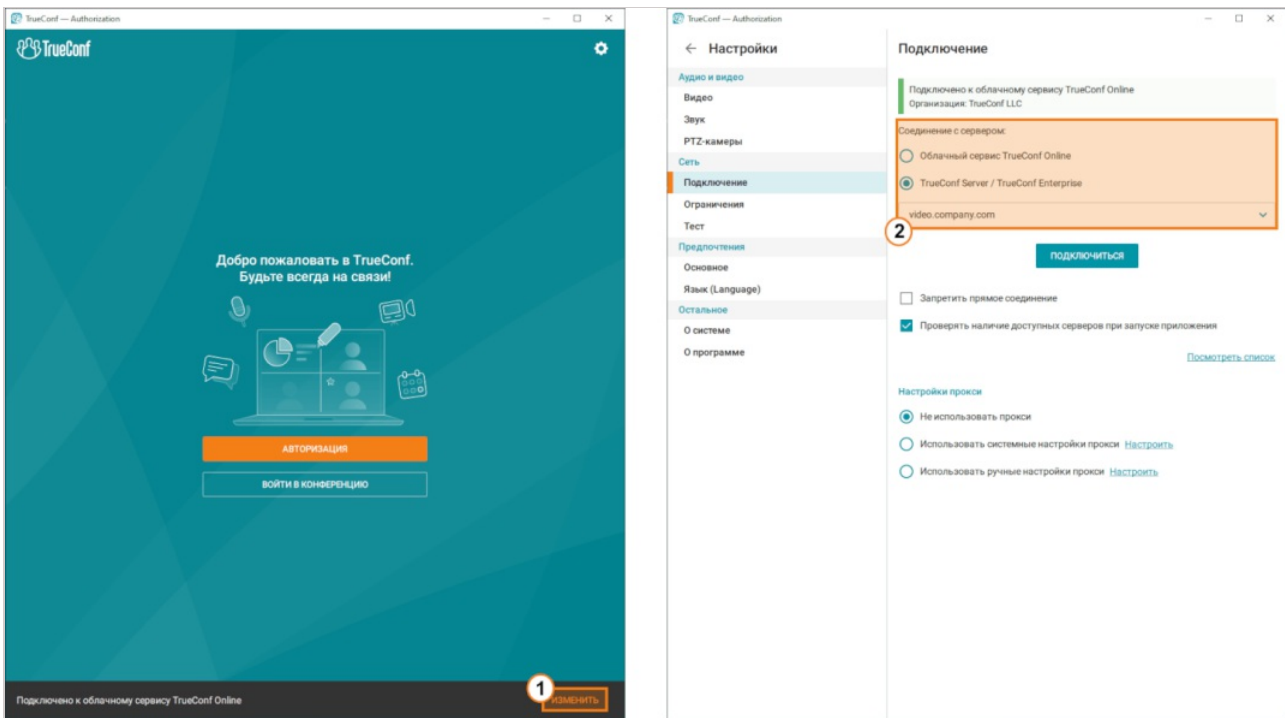 TrueConf — Authorization
TrueConf
Добро пожаловать в TrueConf.
Будьте всегда на связи!
АВТОРИЗАЦИЯ
ВОЙТИ В КОНФЕРЕНЦИЮ
Подключено к облачному сервису TrueConf Online
1
ИЗМЕНИТЬ
TrueConf — Authorization
Настройки
Аудио и видео
Видео
Звук
PTZ-камеры
Сеть
Подключение
Ограничения
Тест
Предпочтения
Основное
Язык (Language)
Остальное
О системе
О программе
Подключение
Подключено к облачному сервису TrueConf Online
Организация: TrueConf LLC
Соединение с сервером:
Облачный сервис TrueConf Online
TrueConf Server / TrueConf Enterprise
video.company.com
2
ПОДКЛЮЧИТЬСЯ
Запретить прямое соединение
Проверять наличие доступных серверов при запуске приложения
Посмотреть список
Настройки прокси
Не использовать прокси
Использовать системные настройки прокси Настроить
Использовать ручные настройки прокси Настроить